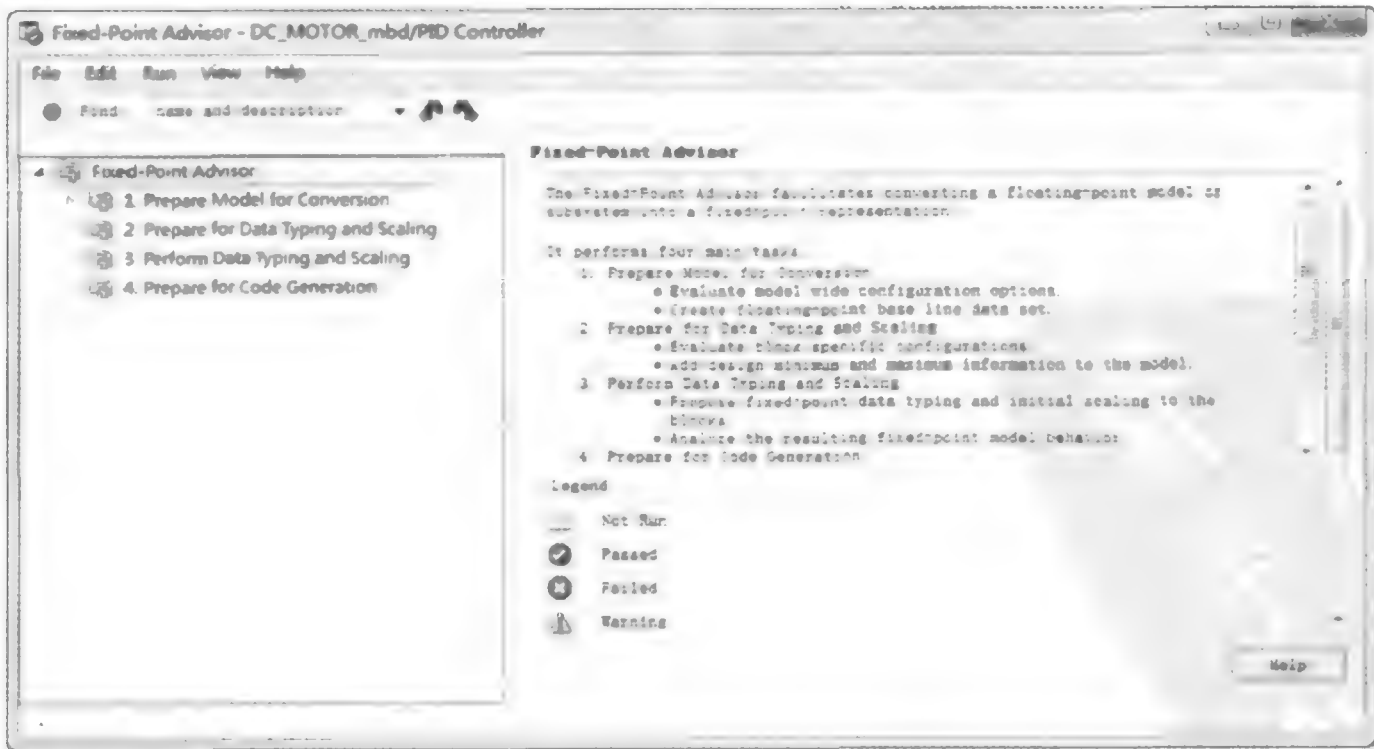 Fixed-Point Advisor - DC_MOTOR_mbd/PID Controller
File Edit Run View Help
Find: name and description
Fixed-Point Advisor
1. Prepare Model for Conversion
2. Prepare for Data Typing and Scaling
3. Perform Data Typing and Scaling
4. Prepare for Code Generation
Fixed-Point Advisor
The Fixed-Point Advisor facilitates converting a floating-point model or
subsystem into a fixed-point representation.
It performs four main tasks
1. Prepare Model for Conversion
● Evaluate model wide configuration options.
● Create floating-point base line data set.
2. Prepare for Data Typing and Scaling
● Evaluate block specific configurations
● Add design minimum and maximum information to the model.
3. Perform Data Typing and Scaling
● Propose fixed-point data typing and initial scaling to the
blocks
● Analyze the resulting fixed-point model behavior
4. Prepare for Code Generation
Legend
Not Run
Passed
Failed
Warning
Help